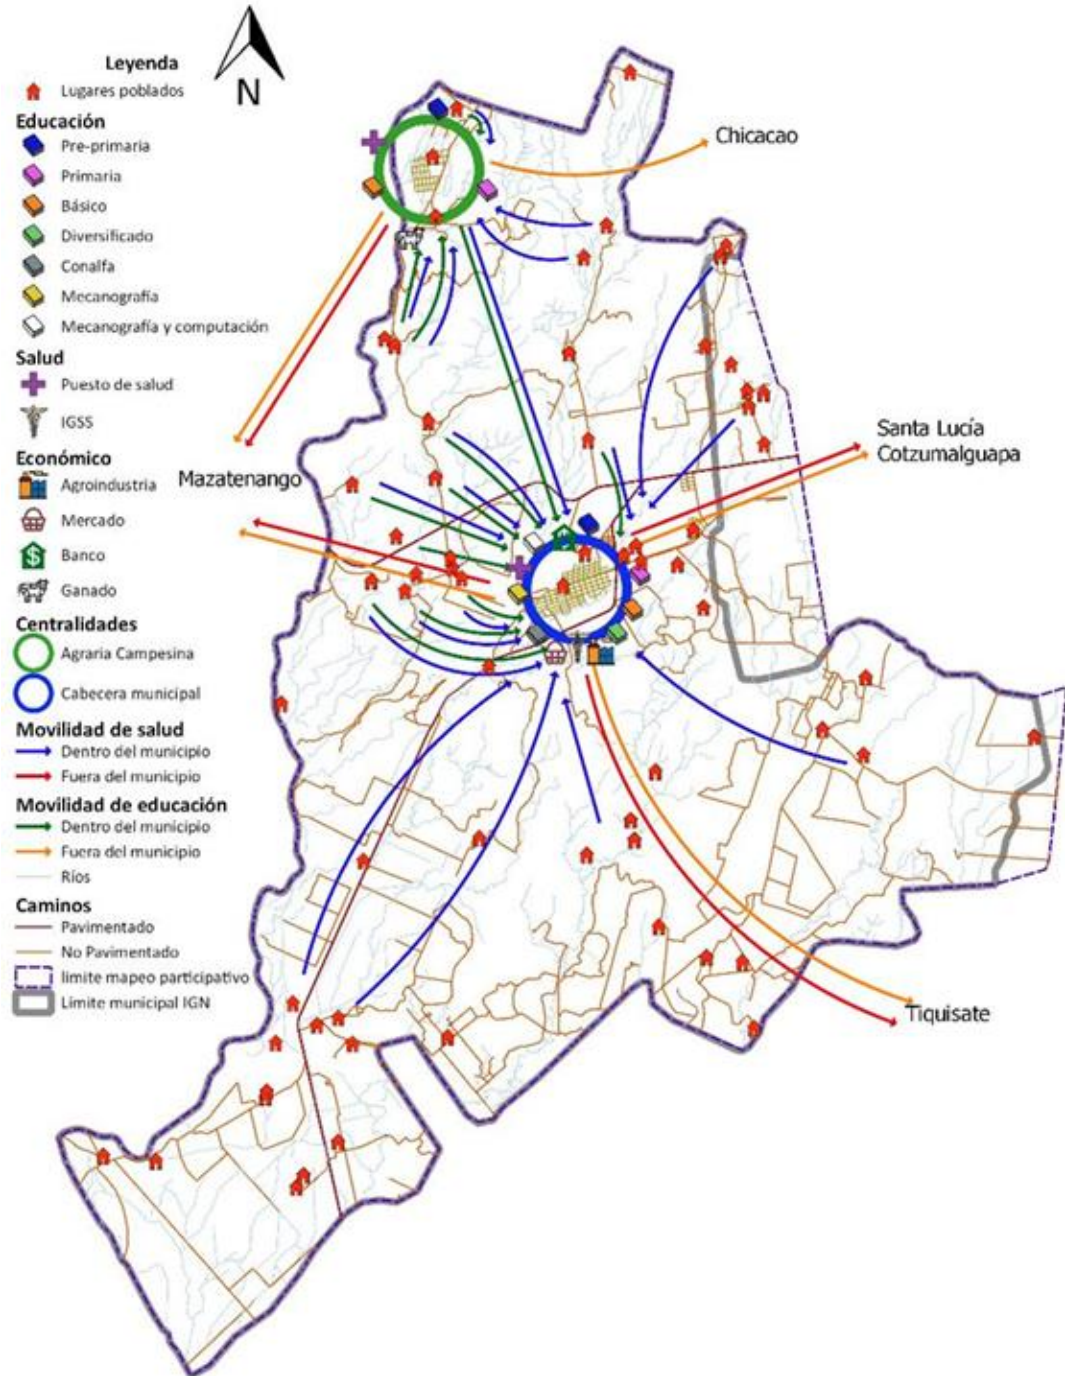 Leyenda
Lugares poblados
Educación
Pre-primaria
Primaria
Básico
Diversificado
Conalfa
Mecanografía
Mecanografía y computación
Salud
Puesto de salud
IGSS
Económico
Agroindustria
Mercado
Banco
Ganado
Centralidades
Agraria Campesina
Cabecera municipal
Movilidad de salud
Dentro del municipio
Fuera del municipio
Movilidad de educación
Dentro del municipio
Fuera del municipio
Ríos
Caminos
Pavimentado
No Pavimentado
límite mapeo participativo
Límite municipal IGN
N
Chicacao
Mazatenango
Santa Lucía
Cotzumalguapa
Tiquisate